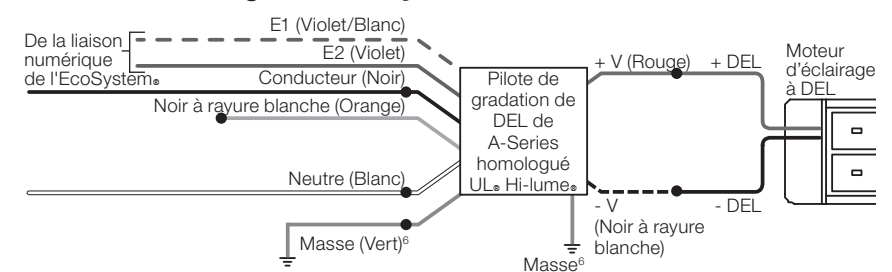 E1 (Violet/Blanc)
De la liaison
numérique
de l'EcoSystem®
E2 (Violet)
Conducteur (Noir)
Noir à rayure blanche (Orange)
Neutre (Blanc)
Masse (Vert)⁶
Pilote de
gradation de
DEL de
A-Series
homologué
UL® Hi-lume®
Masse⁶
+ V (Rouge)
+ DEL
- V
(Noir à rayure
blanche)
- DEL
Moteur
d'éclairage
à DEL